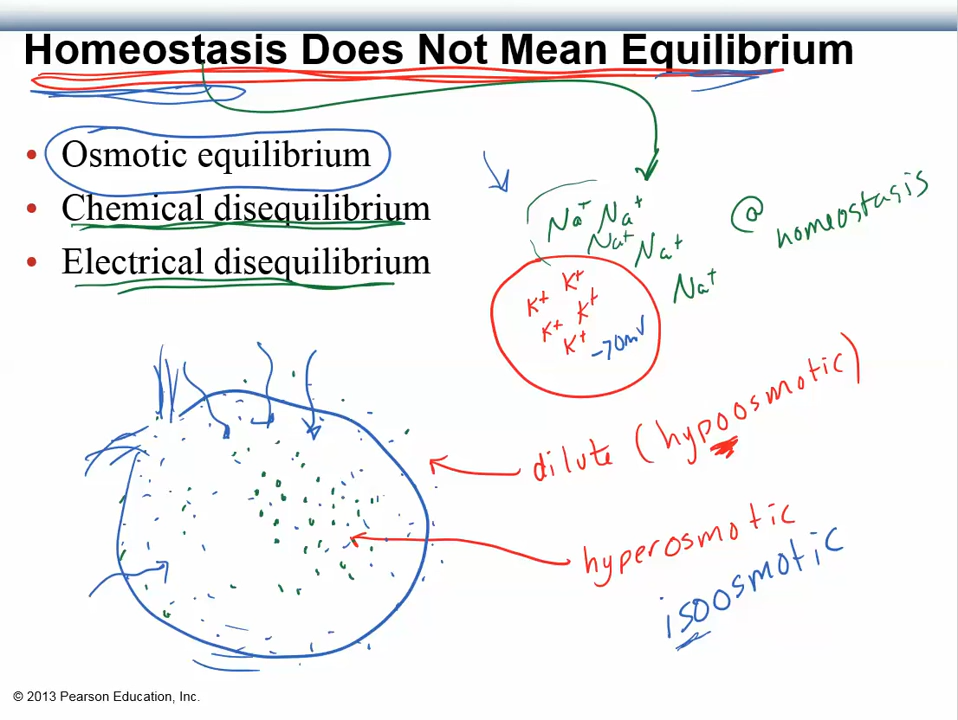 Homeostasis Does Not Mean Equilibrium
• Osmotic equilibrium
• Chemical disequilibrium
• Electrical disequilibrium
Na+ Na+
Na+ Na+
Na+
@ homeostasis
K+
K+ K+
K+
K+ -70mV
dilute (hypoosmotic)
hyperosmotic
isoosmotic
© 2013 Pearson Education, Inc.